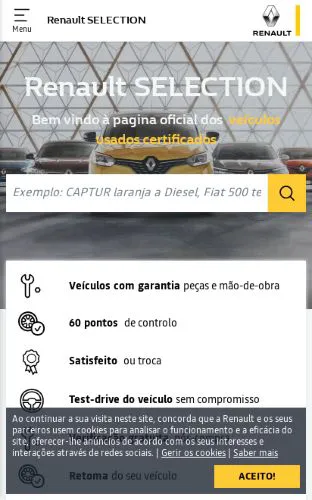 Menu
Renault SELECTION
RENAULT
Renault SELECTION
Bem vindo à pagina oficial dos veículos
usados certificados
Exemplo: CAPTUR laranja a Diesel, Fiat 500 te
Veículos com garantia peças e mão-de-obra
60 pontos de controlo
Satisfeito ou troca
Test-drive do veiculo sem compromisso
Ao continuar a sua visita neste site, concorda que a Renault e os seus
parceiros usem cookies para analisar o funcionamento e a eficácia do
site, oferecer-lhe anúncios de acordo com os seus interesses e
interações através de redes sociais. | Gerir os cookies | Saber mais
Retoma do seu veículo
ACEITO!